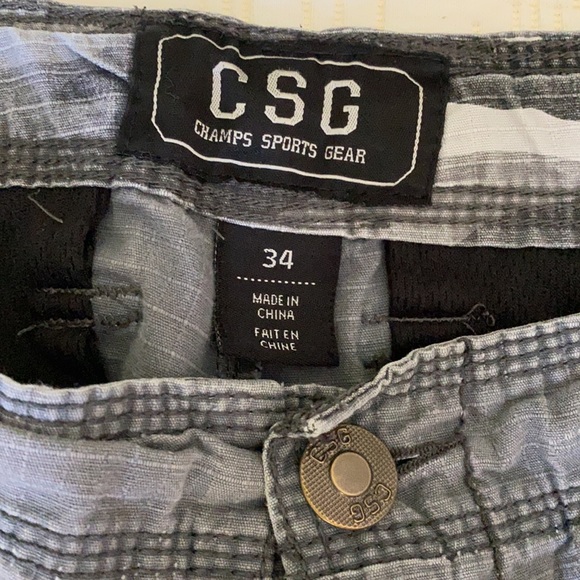 CSG
CHAMPS SPORTS GEAR
34
MADE IN
CHINA
FAIT EN
CHINE
CSG
CSG